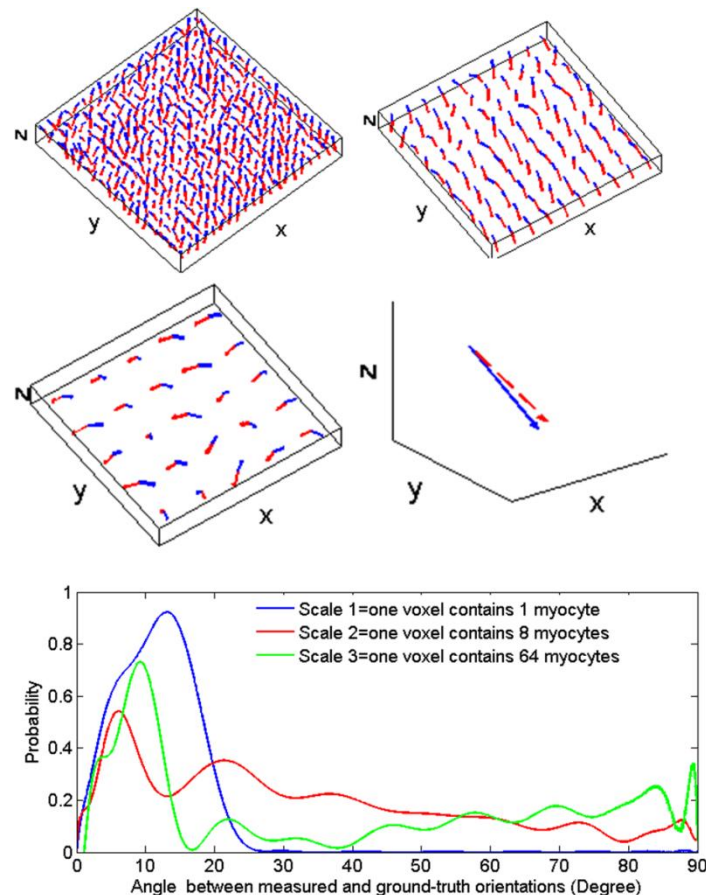 z
y
x
z
y
x
z
y
x
z
y
x
1
0.8
0.6
0.4
0.2
0
Probability
Scale 1=one voxel contains 1 myocyte
Scale 2=one voxel contains 8 myocytes
Scale 3=one voxel contains 64 myocytes
0 10 20 30 40 50 60 70 80 90
Angle between measured and ground-truth orientations (Degree)